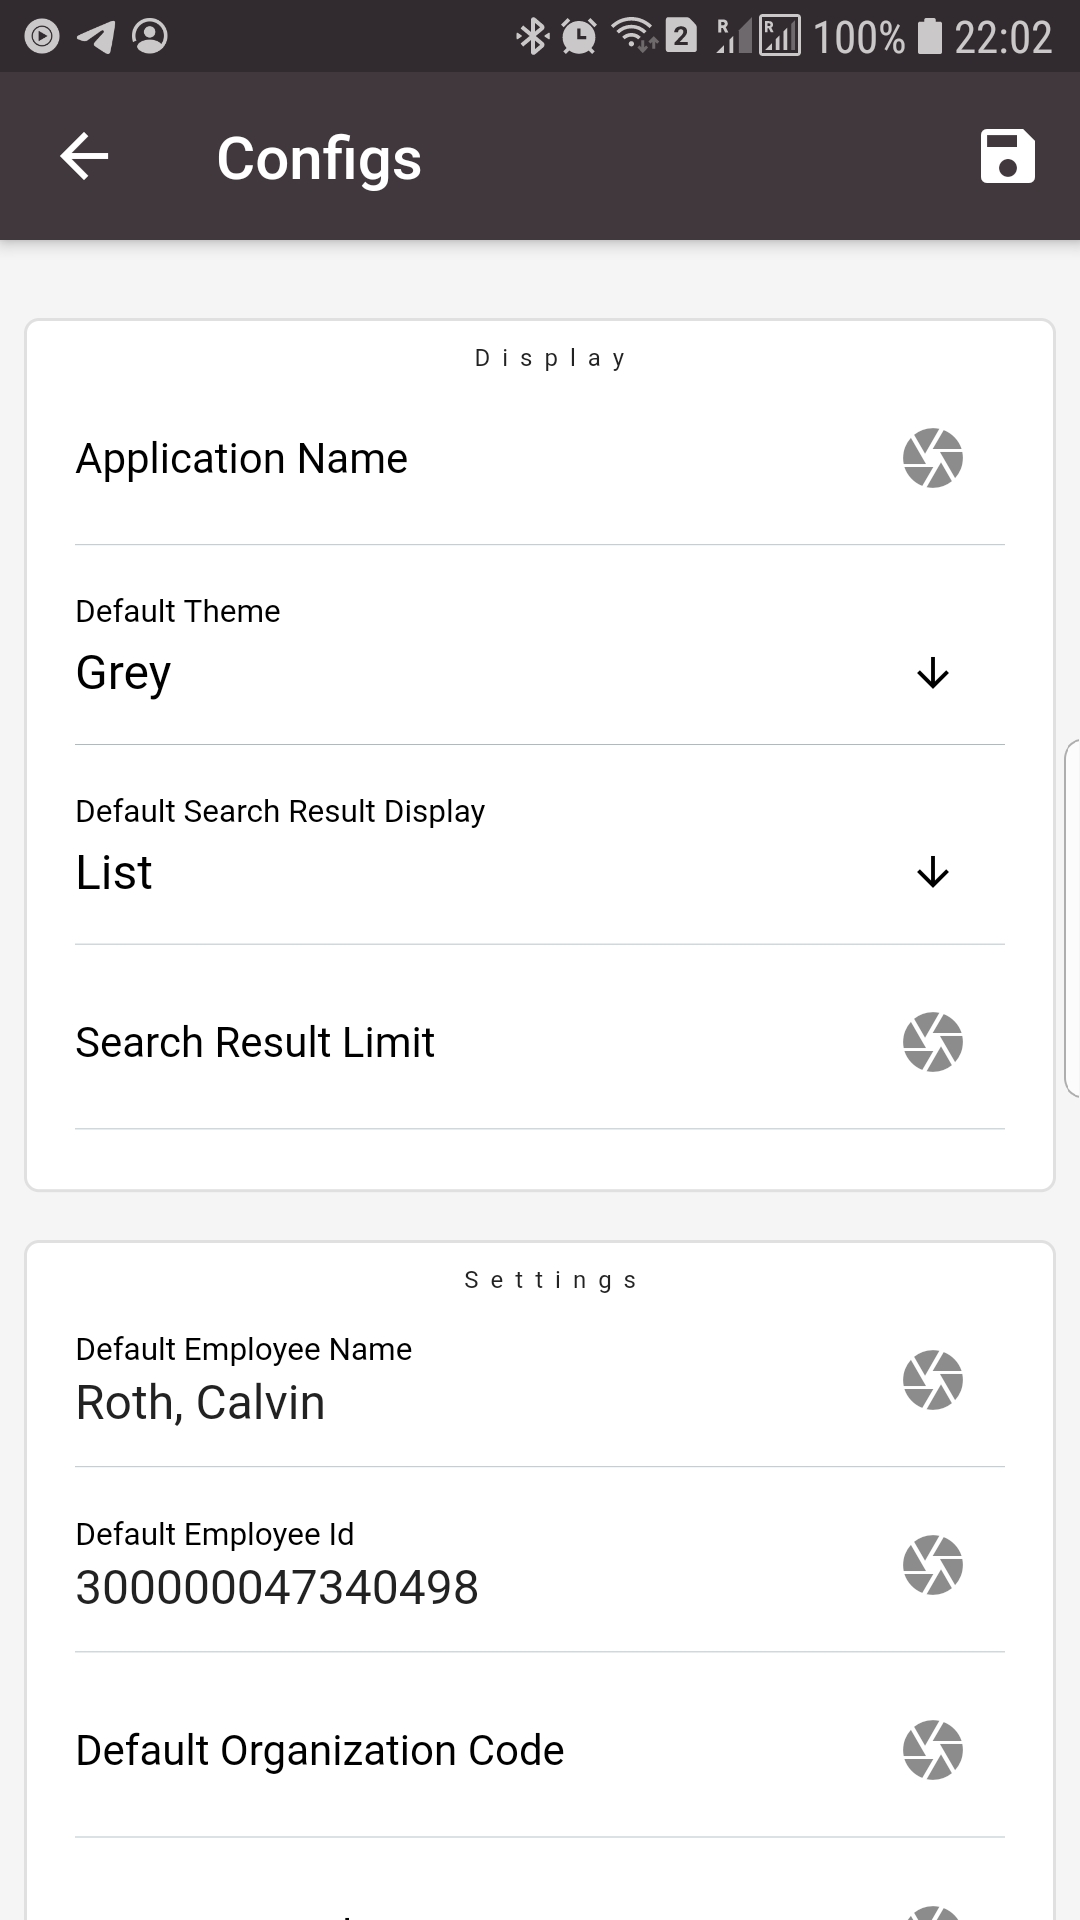 2 R R 100% 22:02
Configs
Display
Application Name
Default Theme
Grey
Default Search Result Display
List
Search Result Limit
Settings
Default Employee Name
Roth, Calvin
Default Employee Id
300000047340498
Default Organization Code